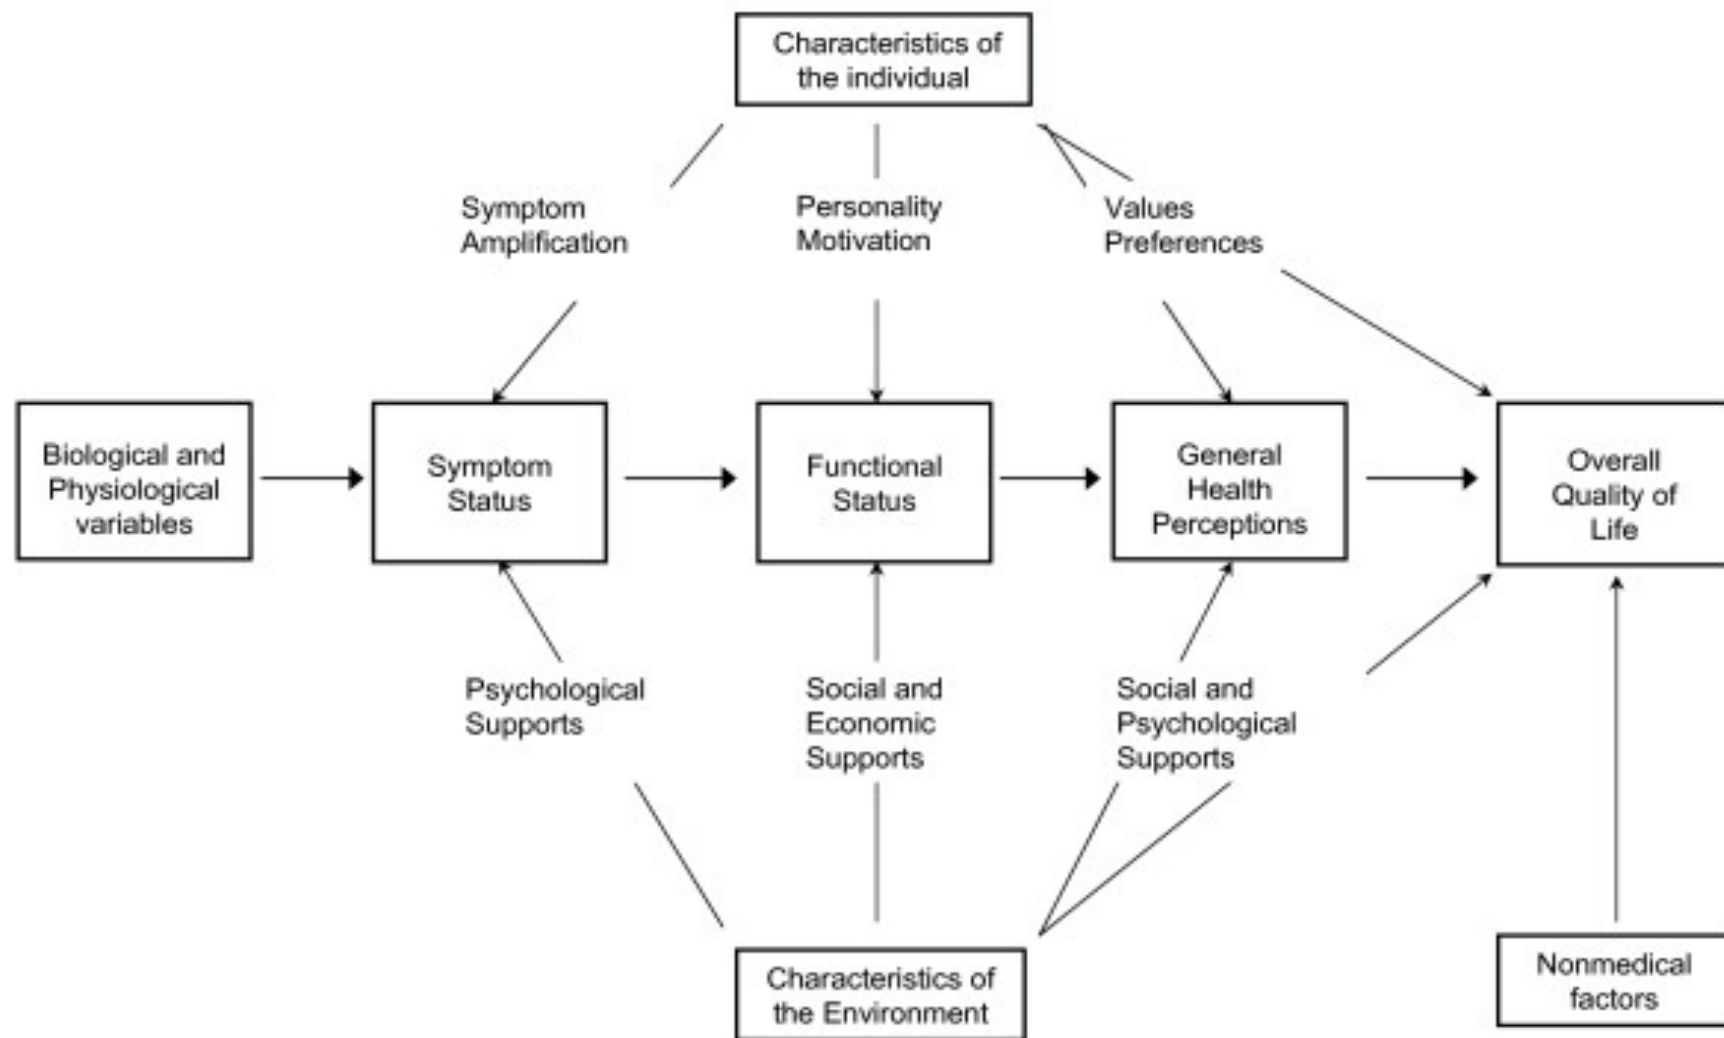 Characteristics of
the individual
Symptom
Amplification
Personality
Motivation
Values
Preferences
Biological and
Physiological
variables
Symptom
Status
Functional
Status
General
Health
Perceptions
Overall
Quality of
Life
Psychological
Supports
Social and
Economic
Supports
Social and
Psychological
Supports
Characteristics of
the Environment
Nonmedical
factors